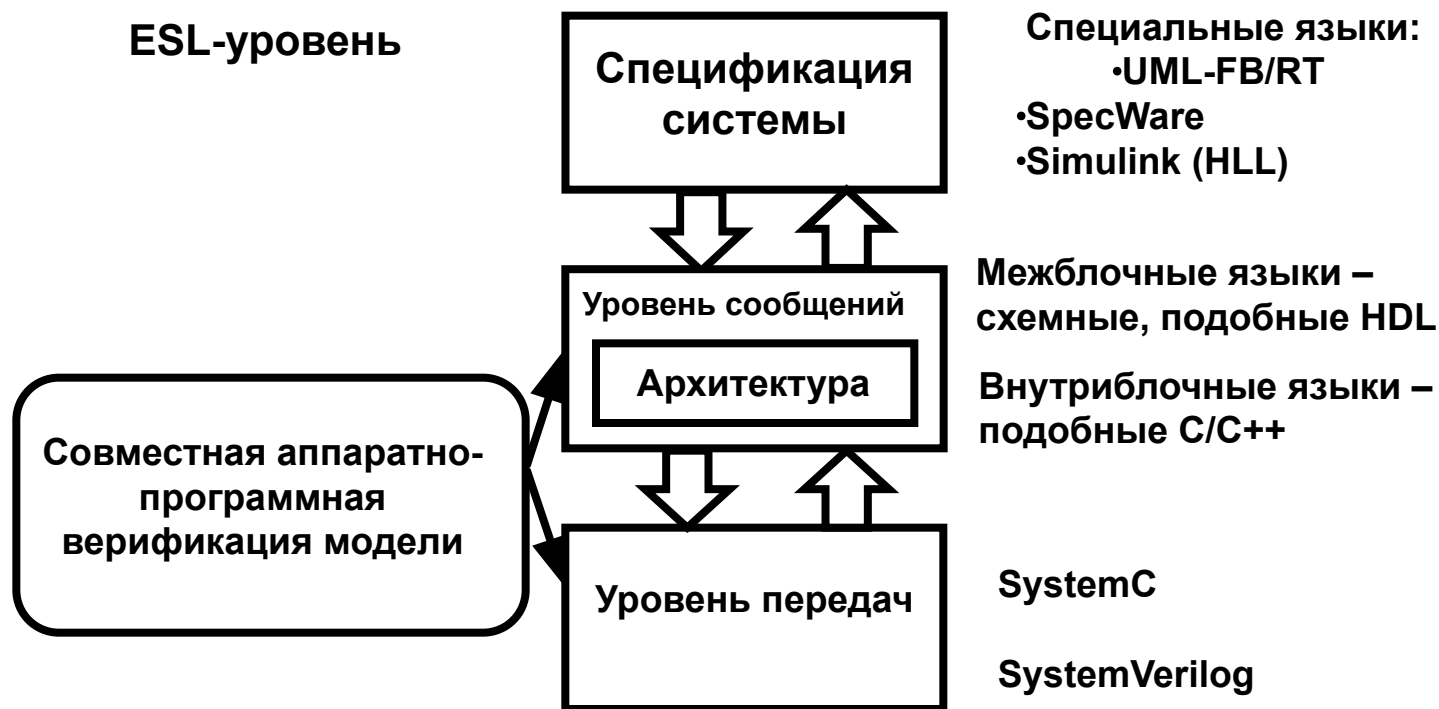 ESL-уровень
Спецификация
системы
Специальные языки:
•UML-FB/RT
•SpecWare
•Simulink (HLL)
Уровень сообщений
Архитектура
Межблочные языки –
схемные, подобные HDL
Внутриблочные языки –
подобные C/C++
Совместная аппаратно-
программная
верификация модели
Уровень передач
SystemC
SystemVerilog